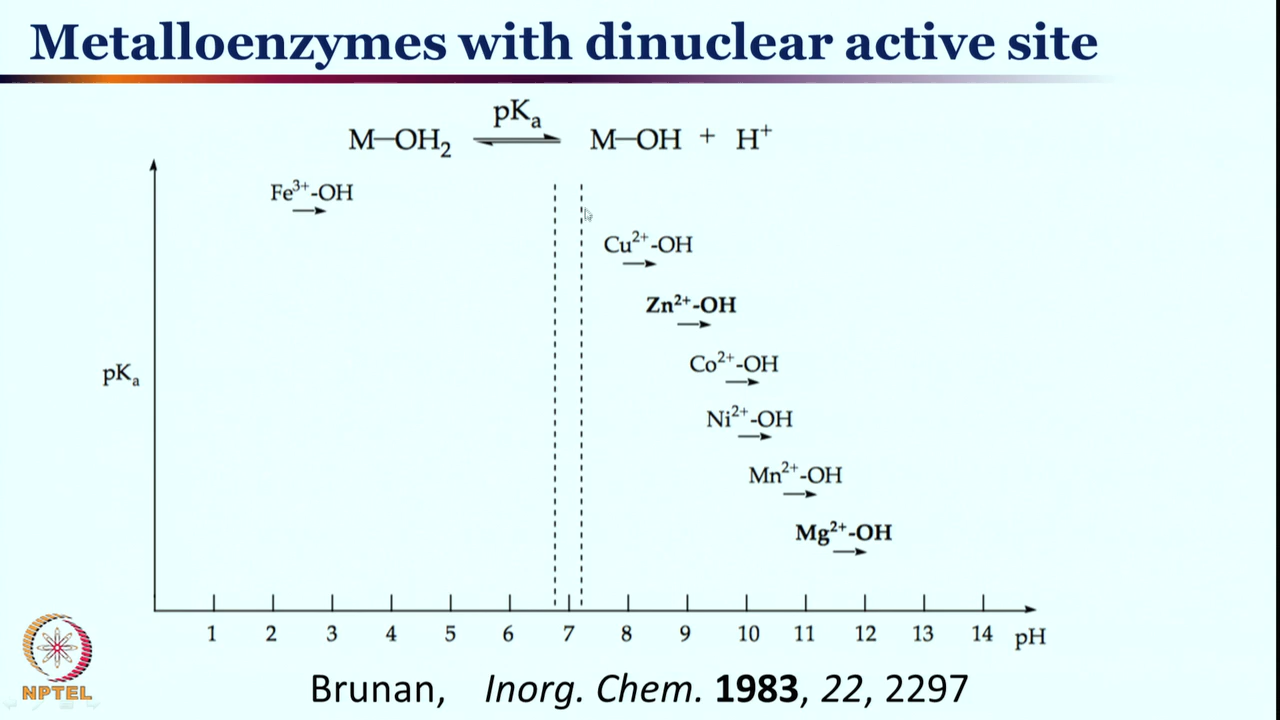 Metalloenzymes with dinuclear active site
pKₐ
M—OH₂ ⇌ M—OH + H⁺
Fe³⁺-OH
Cu²⁺-OH
Zn²⁺-OH
Co²⁺-OH
pKₐ
Ni²⁺-OH
Mn²⁺-OH
Mg²⁺-OH
1 2 3 4 5 6 7 8 9 10 11 12 13 14 pH
NPTEL
Brunan, Inorg. Chem. 1983, 22, 2297